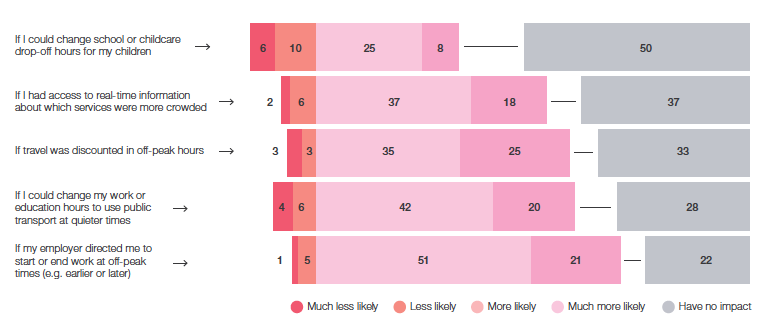 If I could change school or childcare
drop-off hours for my children
6 10 25 8 50
If I had access to real-time information
about which services were more crowded
2 6 37 18 37
If travel was discounted in off-peak hours
3 3 35 25 33
If I could change my work or
education hours to use public
transport at quieter times
4 6 42 20 28
If my employer directed me to
start or end work at off-peak
times (e.g. earlier or later)
1 5 51 21 22
Much less likely Less likely More likely Much more likely Have no impact